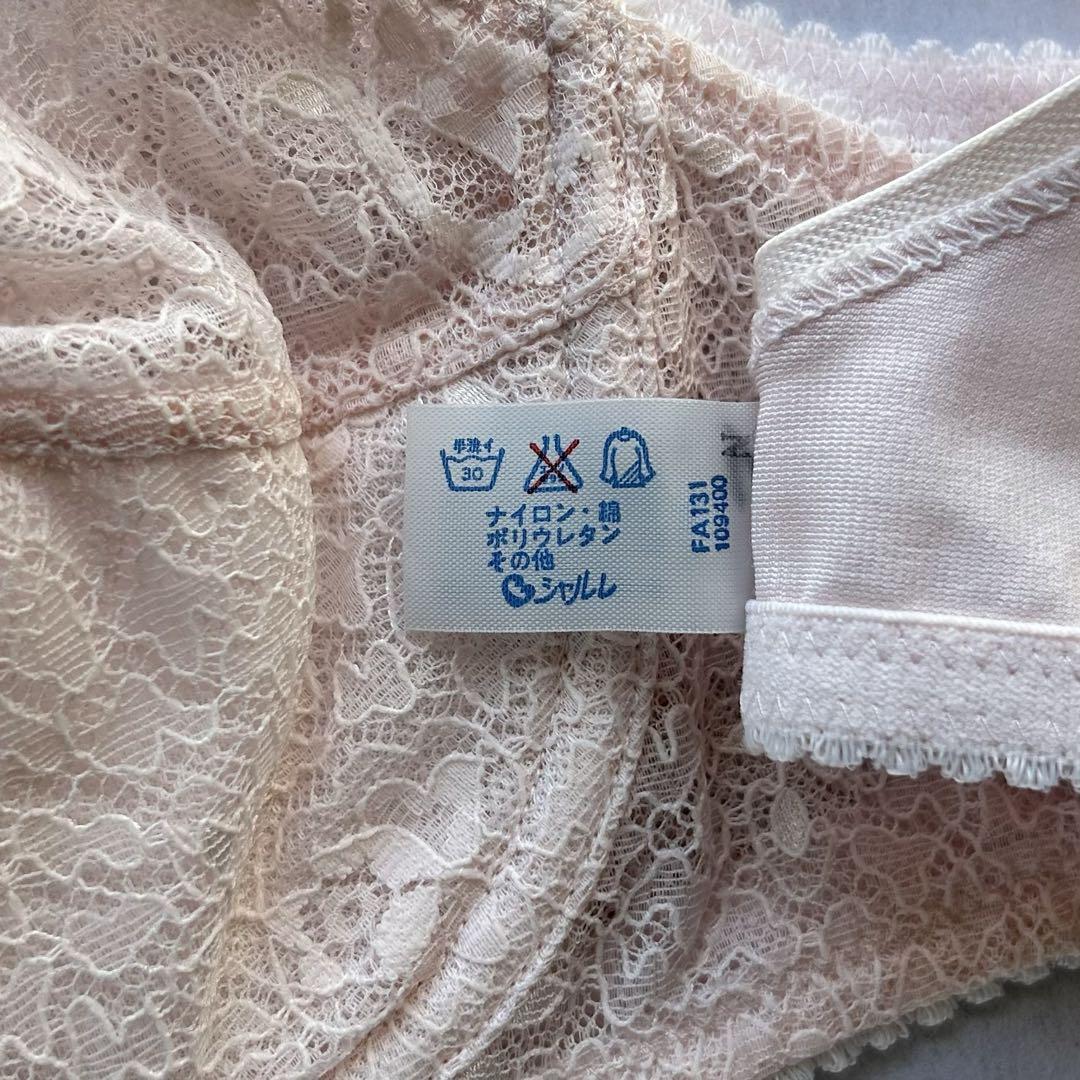 手洗イ
30
ナイロン・綿
ポリウレタン
その他
シャルレ
FA131
109400